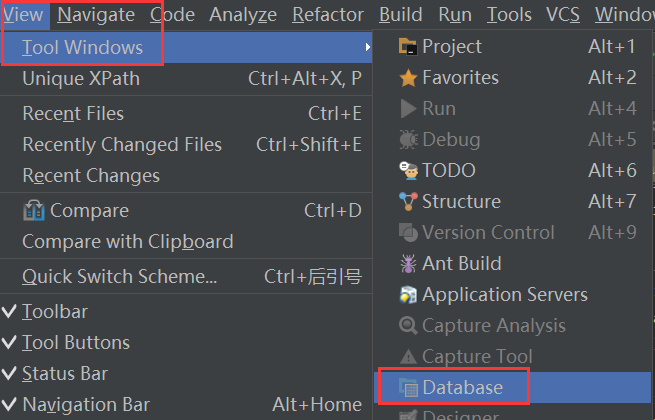 View Navigate Code Analyze Refactor Build Run Tools VCS Window
Tool Windows
Unique XPath Ctrl+Alt+X, P
Recent Files Ctrl+E
Recently Changed Files Ctrl+Shift+E
Recent Changes
Compare Ctrl+D
Compare with Clipboard
Quick Switch Scheme... Ctrl+后引号
Toolbar
Tool Buttons
Status Bar
Navigation Bar Alt+Home
Project Alt+1
Favorites Alt+2
Run Alt+4
Debug Alt+5
TODO Alt+6
Structure Alt+7
Version Control Alt+9
Ant Build
Application Servers
Capture Analysis
Capture Tool
Database
Designer